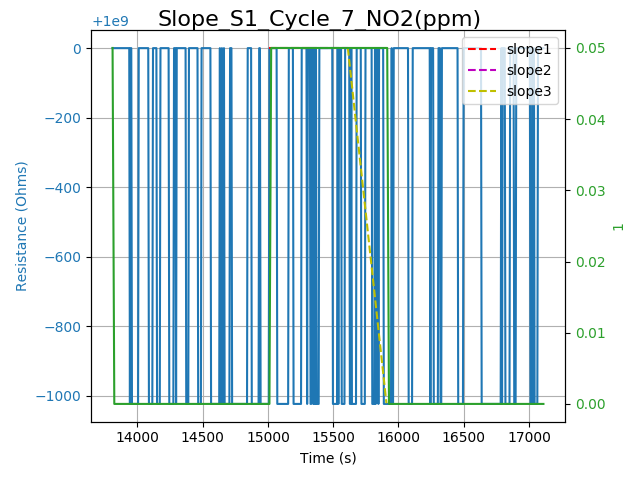 Slope_S1_Cycle_7_NO2(ppm)
+1e9
slope1
slope2
slope3
0
−200
−400
−600
−800
−1000
Resistance (Ohms)
0.05
0.04
0.03
0.02
0.01
0.00
1
14000 14500 15000 15500 16000 16500 17000
Time (s)